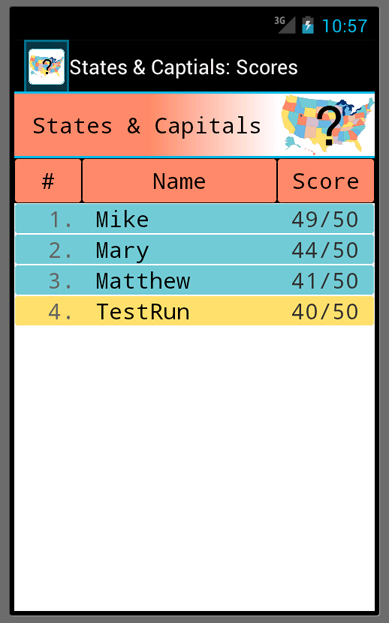 3G 10:57
States & Captials: Scores
States & Capitals ?
# Name Score
1. Mike 49/50
2. Mary 44/50
3. Matthew 41/50
4. TestRun 40/50